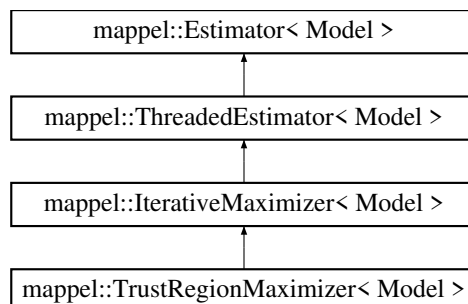 mappel::Estimator< Model >
mappel::ThreadedEstimator< Model >
mappel::IterativeMaximizer< Model >
mappel::TrustRegionMaximizer< Model >